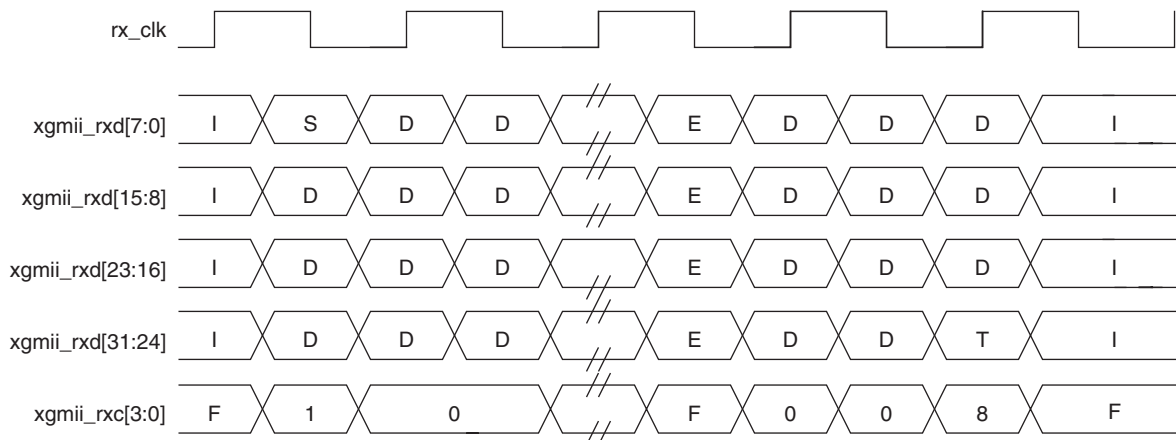 rx_clk
xgmii_rxd[7:0] I S D D E D D D I
xgmii_rxd[15:8] I D D D E D D D I
xgmii_rxd[23:16] I D D D E D D D I
xgmii_rxd[31:24] I D D D E D D T I
xgmii_rxc[3:0] F 1 0 F 0 0 8 F